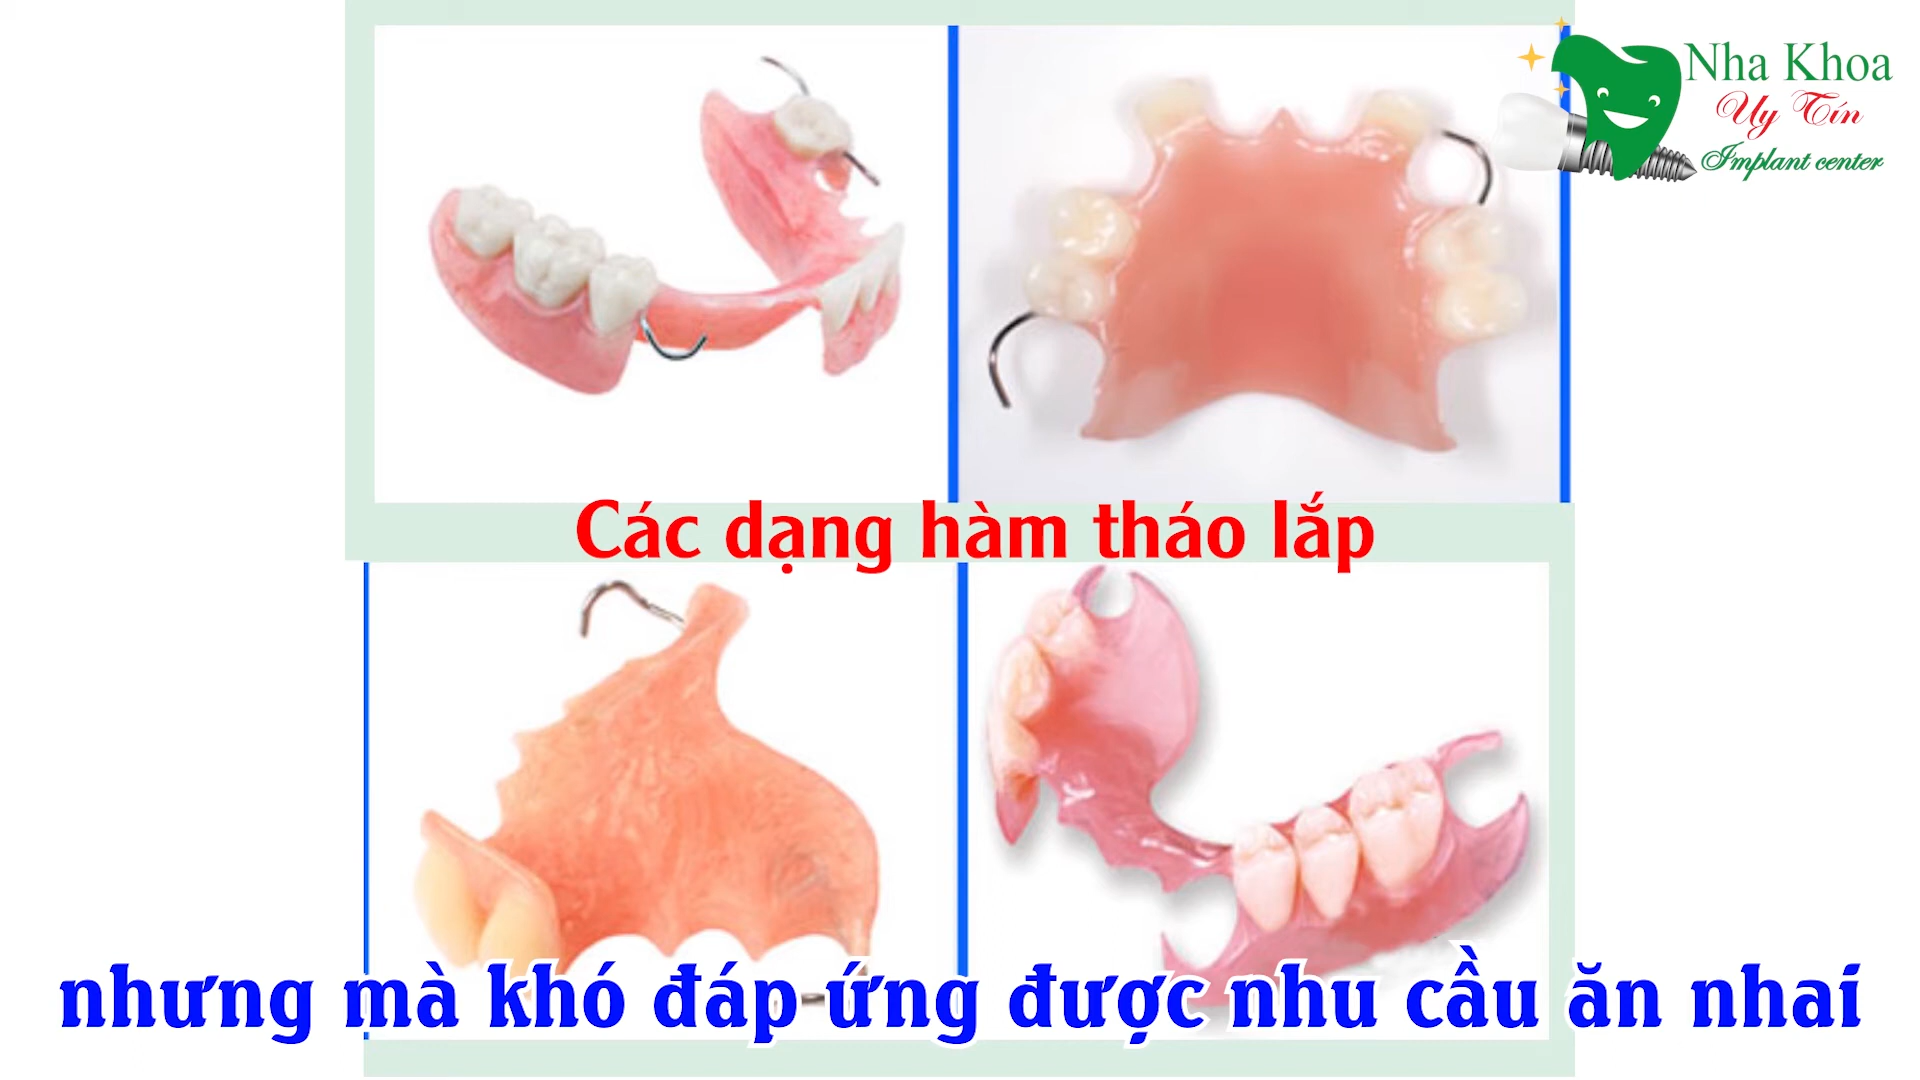 Nha Khoa
Uy Tín
Implant center
Các dạng hàm tháo lắp
nhưng mà khó đáp ứng được nhu cầu ăn nhai